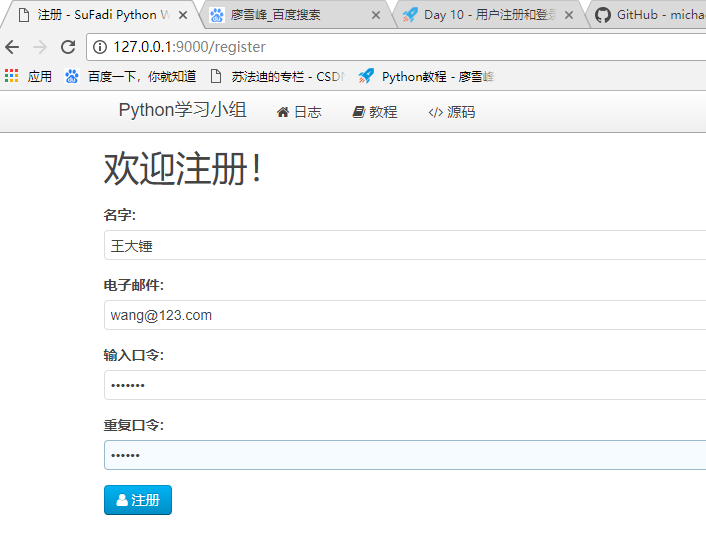 注册 - SuFadi Python W
廖雪峰_百度搜索
Day 10 - 用户注册和登录
GitHub - micha
127.0.0.1:9000/register
应用
百度一下，你就知道
苏法迪的专栏 - CSDN
Python教程 - 廖雪峰
Python学习小组
日志
教程
</> 源码
欢迎注册！
名字:
王大锤
电子邮件:
wang@123.com
输入口令:
•••••••
重复口令:
••••••
注册